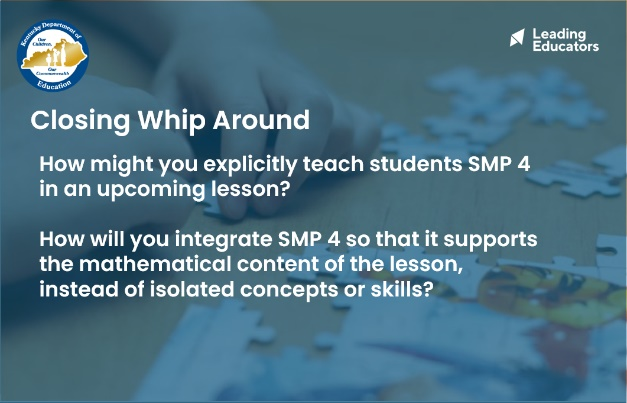 Kentucky Department of
Our
Children,
Our
Commonwealth
Education
Leading
Educators
Closing Whip Around
How might you explicitly teach students SMP 4
in an upcoming lesson?
How will you integrate SMP 4 so that it supports
the mathematical content of the lesson,
instead of isolated concepts or skills?